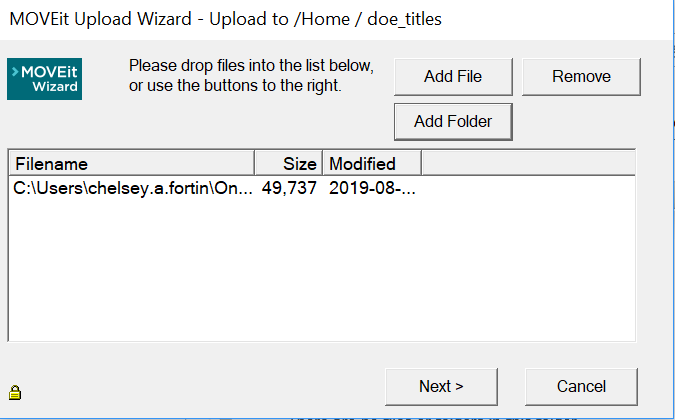 MOVEit Upload Wizard - Upload to /Home / doe_titles
MOVEit
Wizard
Please drop files into the list below,
or use the buttons to the right.
Add File
Remove
Add Folder
Filename
Size
Modified
C:\Users\chelsey.a.fortin\On...
49,737
2019-08-...
Next >
Cancel